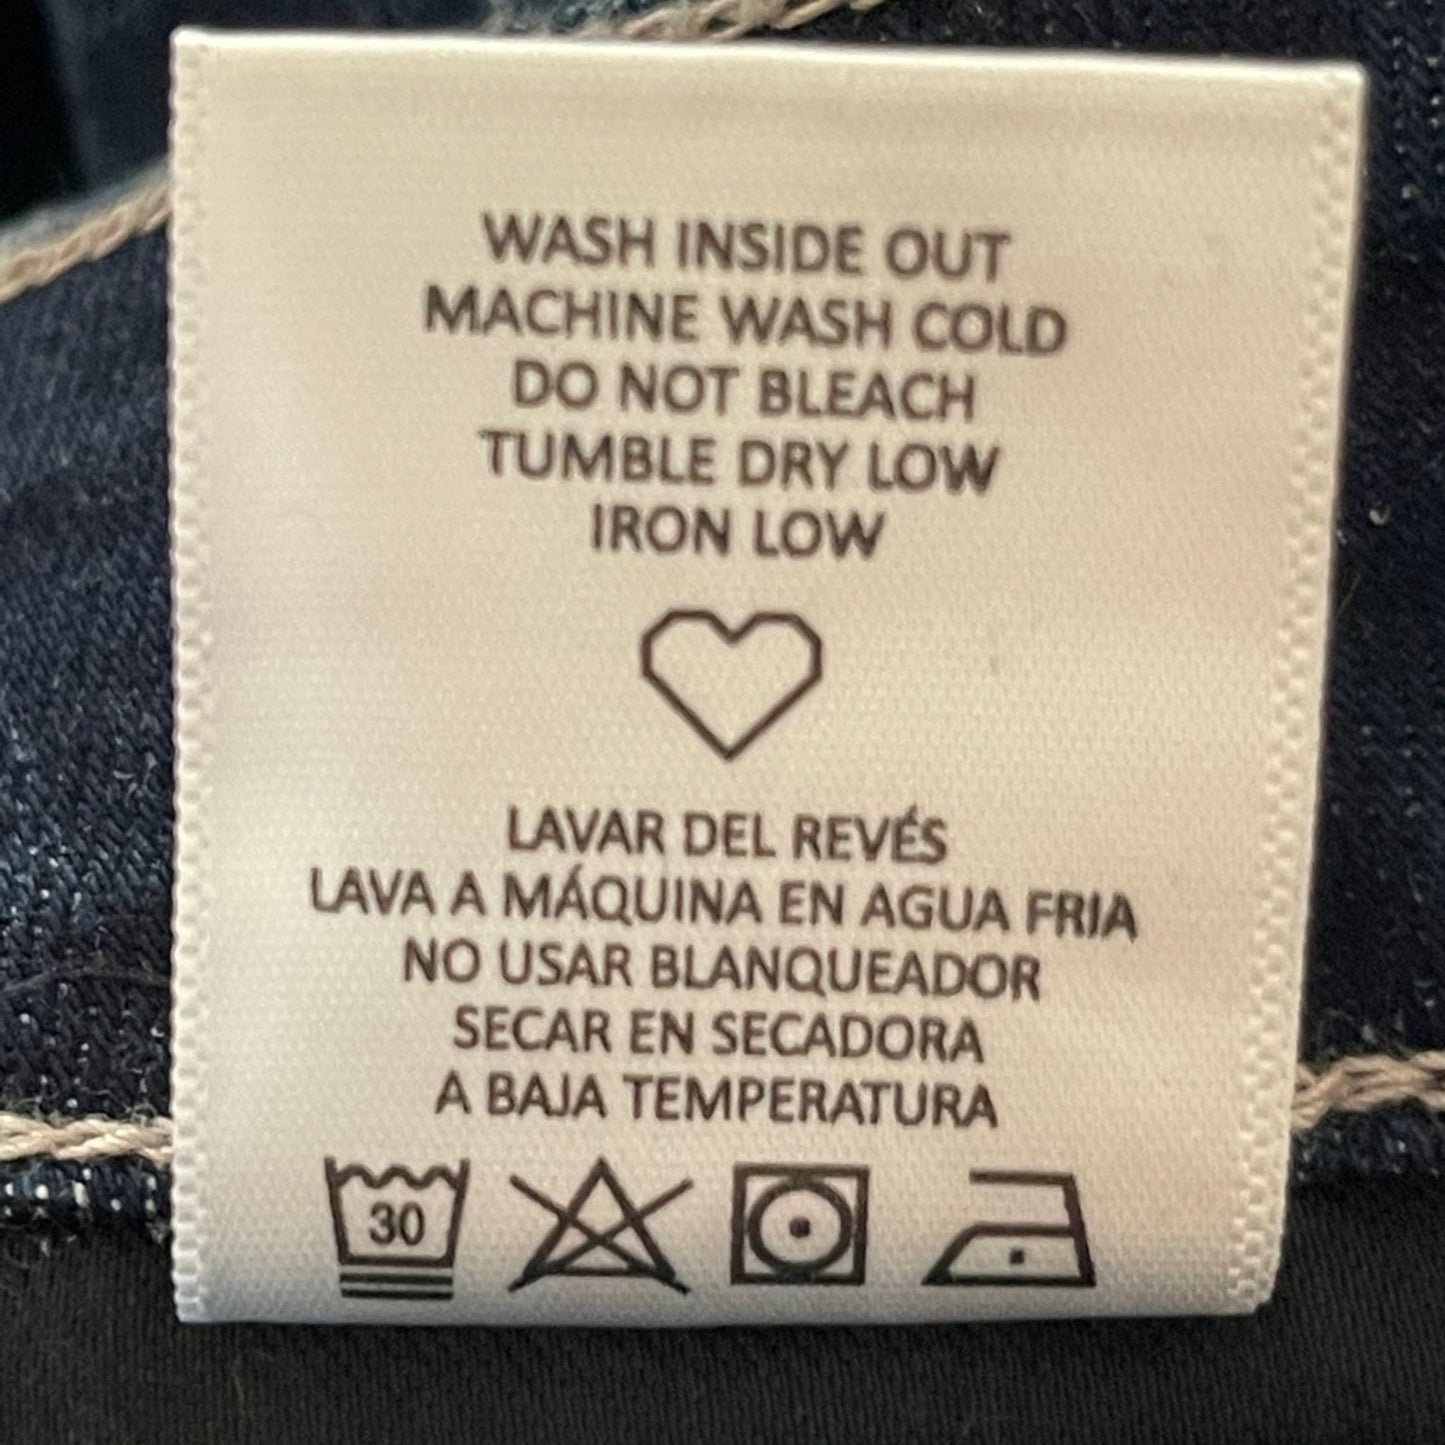 WASH INSIDE OUT
MACHINE WASH COLD
DO NOT BLEACH
TUMBLE DRY LOW
IRON LOW
LAVAR DEL REVÉS
LAVA A MÁQUINA EN AGUA FRIA
NO USAR BLANQUEADOR
SECAR EN SECADORA
A BAJA TEMPERATURA
30